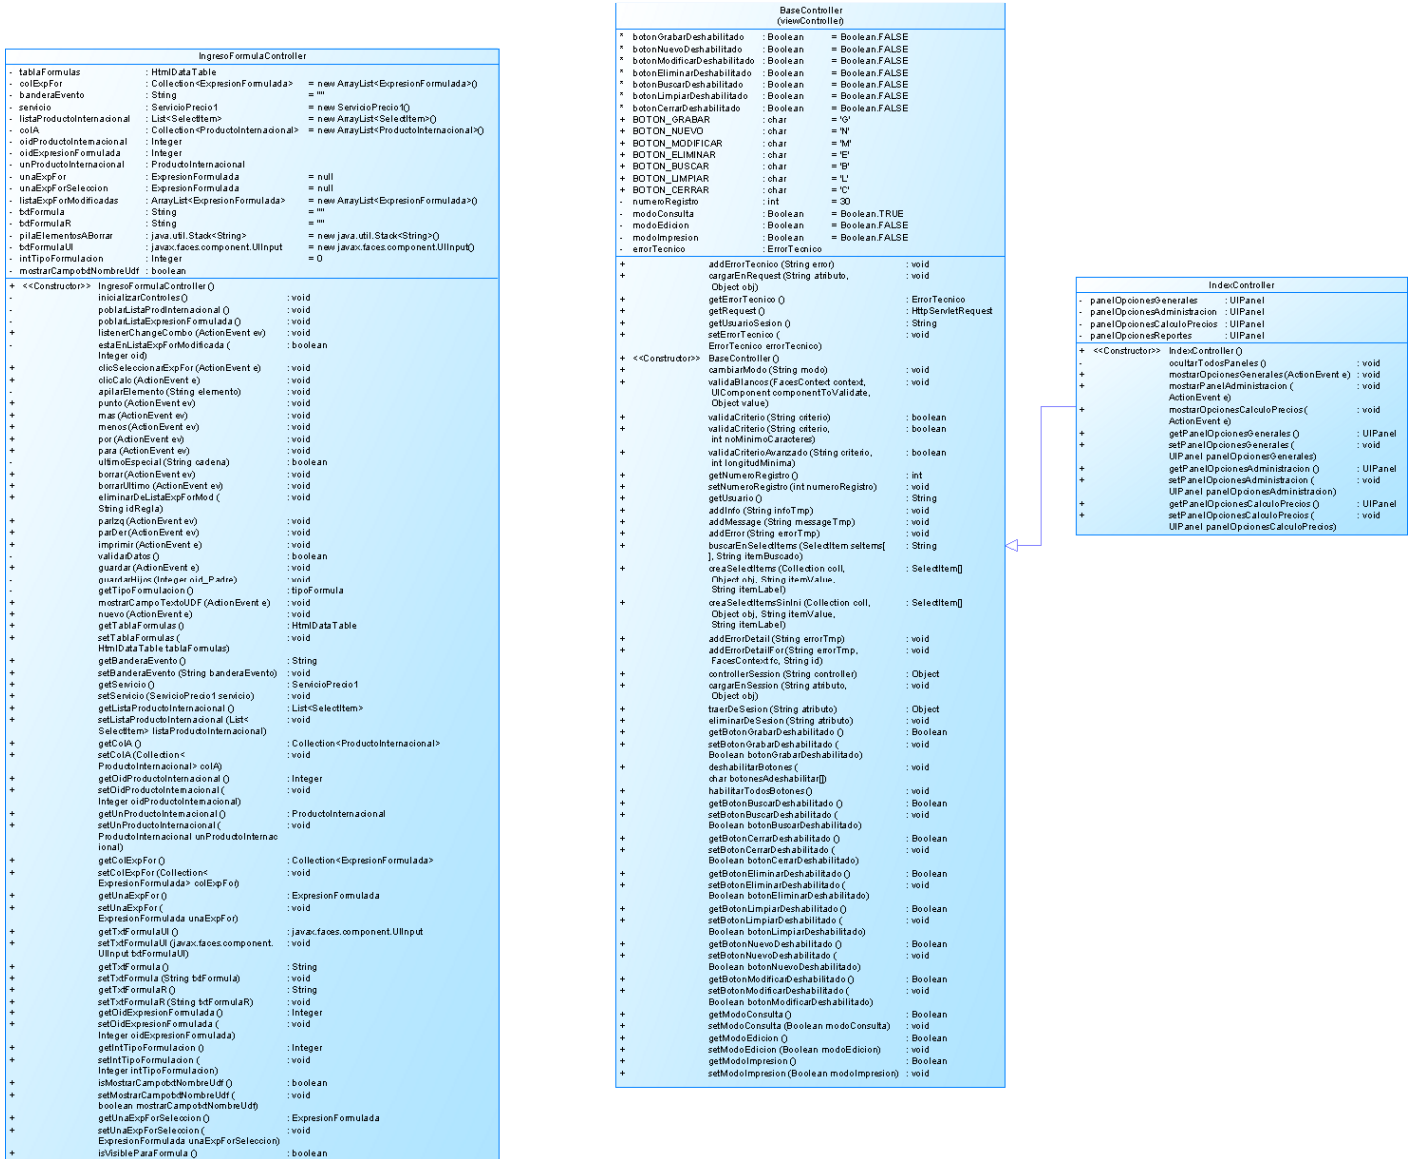 IngresoFormulaController
- tablaFormulas : HtmlDataTable
- colExpFor : Collection<ExpresionFormulada> = new ArrayList<ExpresionFormulada>()
- banderaEvento : String = ""
- servicio : ServicioPrecio1 = new ServicioPrecio1()
- listaProductoInternacional : List<SelectItem> = new ArrayList<SelectItem>()
- colA : Collection<ProductoInternacional> = new ArrayList<ProductoInternacional>()
- oidProductoInternacional : Integer
- oidExpresionFormulada : Integer
- unProductoInternacional : ProductoInternacional
- unaExpFor : ExpresionFormulada = null
- unaExpForSeleccion : ExpresionFormulada = null
- listaExpForModificadas : ArrayList<ExpresionFormulada> = new ArrayList<ExpresionFormulada>()
- txtFormula : String = ""
- txtFormulaR : String = ""
- pilaElementosABorrar : java.util.Stack<String> = new java.util.Stack<String>()
- txtFormulaUI : javax.faces.component.UIInput = new javax.faces.component.UIInput()
- intTipoFormulacion : Integer = 0
- mostrarCampotxtNombreUdf : boolean
+ <<Constructor>> IngresoFormulaController ()
- inicializarControles () : void
- poblarListaProdInternacional () : void
- poblarListaExpresionFormulada () : void
+ listenerChangeCombo (ActionEvent ev) : void
- estaEnListaExpForModificada ( : boolean
Integer oid)
+ clicSeleccionarExpFor (ActionEvent e) : void
+ clicCalc (ActionEvent e) : void
- apilarElemento (String elemento) : void
+ punto (ActionEvent ev) : void
+ mas (ActionEvent ev) : void
+ menos (ActionEvent ev) : void
+ por (ActionEvent ev) : void
+ para (ActionEvent ev) : void
- ultimoEspecial (String cadena) : boolean
+ borrar (ActionEvent ev) : void
+ borrarUltimo (ActionEvent ev) : void
+ eliminarDeListaExpForMod ( : void
String idRegla)
+ parIzq (ActionEvent ev) : void
+ parDer (ActionEvent ev) : void
+ imprimir (ActionEvent e) : void
- validarDatos () : boolean
+ guardar (ActionEvent e) : void
- guardarHijos (Integer oid_Padre) : void
- getTipoFormulacion () : tipoFormula
+ mostrarCampoTextoUDF (ActionEvent e) : void
+ nuevo (ActionEvent e) : void
+ getTablaFormulas () : HtmlDataTable
+ setTablaFormulas ( : void
HtmlDataTable tablaFormulas)
+ getBanderaEvento () : String
+ setBanderaEvento (String banderaEvento) : void
+ getServicio () : ServicioPrecio1
+ setServicio (ServicioPrecio1 servicio) : void
+ getListaProductoInternacional () : List<SelectItem>
+ setListaProductoInternacional (List< : void
SelectItem> listaProductoInternacional)
+ getColA () : Collection<ProductoInternacional>
+ setColA (Collection< : void
ProductoInternacional> colA)
+ getOidProductoInternacional () : Integer
+ setOidProductoInternacional ( : void
Integer oidProductoInternacional)
+ getUnProductoInternacional () : ProductoInternacional
+ setUnProductoInternacional ( : void
ProductoInternacional unProductoInternac
ional)
+ getColExpFor () : Collection<ExpresionFormulada>
+ setColExpFor (Collection< : void
ExpresionFormulada> colExpFor)
+ getUnaExpFor () : ExpresionFormulada
+ setUnaExpFor ( : void
ExpresionFormulada unaExpFor)
+ getTxtFormulaUI () : javax.faces.component.UIInput
+ setTxtFormulaUI (javax.faces.component. : void
UIInput txtFormulaUI)
+ getTxtFormula () : String
+ setTxtFormula (String txtFormula) : void
+ getTxtFormulaR () : String
+ setTxtFormulaR (String txtFormulaR) : void
+ getOidExpresionFormulada () : Integer
+ setOidExpresionFormulada ( : void
Integer oidExpresionFormulada)
+ getIntTipoFormulacion () : Integer
+ setIntTipoFormulacion ( : void
Integer intTipoFormulacion)
+ isMostrarCampotxtNombreUdf () : boolean
+ setMostrarCampotxtNombreUdf ( : void
boolean mostrarCampotxtNombreUdf)
+ getUnaExpForSeleccion () : ExpresionFormulada
+ setUnaExpForSeleccion ( : void
ExpresionFormulada unaExpForSeleccion)
+ isVisibleParaFormula () : boolean
BaseController
(viewController)
* botonGrabarDeshabilitado : Boolean = Boolean.FALSE
* botonNuevoDeshabilitado : Boolean = Boolean.FALSE
* botonModificarDeshabilitado : Boolean = Boolean.FALSE
* botonEliminarDeshabilitado : Boolean = Boolean.FALSE
* botonBuscarDeshabilitado : Boolean = Boolean.FALSE
* botonLimpiarDeshabilitado : Boolean = Boolean.FALSE
* botonCerrarDeshabilitado : Boolean = Boolean.FALSE
+ BOTON_GRABAR : char = 'G'
+ BOTON_NUEVO : char = 'N'
+ BOTON_MODIFICAR : char = 'M'
+ BOTON_ELIMINAR : char = 'E'
+ BOTON_BUSCAR : char = 'B'
+ BOTON_LIMPIAR : char = 'L'
+ BOTON_CERRAR : char = 'C'
- numeroRegistro : int = 30
- modoConsulta : Boolean = Boolean.TRUE
- modoEdicion : Boolean = Boolean.FALSE
- modoImpresion : Boolean = Boolean.FALSE
- errorTecnico : ErrorTecnico
+ addErrorTecnico (String error) : void
+ cargarEnRequest (String atributo, : void
Object obj)
+ getErrorTecnico () : ErrorTecnico
+ getRequest () : HttpServletRequest
+ getUsuarioSesion () : String
+ setErrorTecnico ( : void
ErrorTecnico errorTecnico)
+ <<Constructor>> BaseController ()
+ cambiarModo (String modo) : void
+ validaBlancos (FacesContext context, : void
UIComponent componentToValidate,
Object value)
+ validaCriterio (String criterio) : boolean
+ validaCriterio (String criterio, : boolean
int noMinimoCaracteres)
+ validaCriterioAvanzado (String criterio, : boolean
int longitudMinima)
+ getNumeroRegistro () : int
+ setNumeroRegistro (int numeroRegistro) : void
+ getUsuario () : String
+ addInfo (String infoTmp) : void
+ addMessage (String messageTmp) : void
+ addError (String errorTmp) : void
+ buscarEnSelectItems (SelectItem seItems[ : String
], String itemBuscado)
+ creaSelectItems (Collection coll, : SelectItem[]
Object obj, String itemValue,
String itemLabel)
+ creaSelectItemsSinIni (Collection coll, : SelectItem[]
Object obj, String itemValue,
String itemLabel)
+ addErrorDetail (String errorTmp) : void
+ addErrorDetailFor (String errorTmp, : void
FacesContext fc, String id)
+ controllerSession (String controller) : Object
+ cargarEnSession (String atributo, : void
Object obj)
+ traerDeSesion (String atributo) : Object
+ eliminarDeSesion (String atributo) : void
+ getBotonGrabarDeshabilitado () : Boolean
+ setBotonGrabarDeshabilitado ( : void
Boolean botonGrabarDeshabilitado)
+ deshabilitarBotones ( : void
char botonesAdeshabilitar[])
+ habilitarTodosBotones () : void
+ getBotonBuscarDeshabilitado () : Boolean
+ setBotonBuscarDeshabilitado ( : void
Boolean botonBuscarDeshabilitado)
+ getBotonCerrarDeshabilitado () : Boolean
+ setBotonCerrarDeshabilitado ( : void
Boolean botonCerrarDeshabilitado)
+ getBotonEliminarDeshabilitado () : Boolean
+ setBotonEliminarDeshabilitado ( : void
Boolean botonEliminarDeshabilitado)
+ getBotonLimpiarDeshabilitado () : Boolean
+ setBotonLimpiarDeshabilitado ( : void
Boolean botonLimpiarDeshabilitado)
+ getBotonNuevoDeshabilitado () : Boolean
+ setBotonNuevoDeshabilitado ( : void
Boolean botonNuevoDeshabilitado)
+ getBotonModificarDeshabilitado () : Boolean
+ setBotonModificarDeshabilitado ( : void
Boolean botonModificarDeshabilitado)
+ getModoConsulta () : Boolean
+ setModoConsulta (Boolean modoConsulta) : void
+ getModoEdicion () : Boolean
+ setModoEdicion (Boolean modoEdicion) : void
+ getModoImpresion () : Boolean
+ setModoImpresion (Boolean modoImpresion) : void
IndexController
- panelOpcionesGenerales : UIPanel
- panelOpcionesAdministracion : UIPanel
- panelOpcionesCalculoPrecios : UIPanel
- panelOpcionesReportes : UIPanel
+ <<Constructor>> IndexController ()
- ocultarTodosPaneles () : void
+ mostrarOpcionesGenerales (ActionEvent e) : void
+ mostrarPanelAdministracion ( : void
ActionEvent e)
+ mostrarOpcionesCalculoPrecios ( : void
ActionEvent e)
+ getPanelOpcionesGenerales () : UIPanel
+ setPanelOpcionesGenerales ( : void
UIPanel panelOpcionesGenerales)
+ getPanelOpcionesAdministracion () : UIPanel
+ setPanelOpcionesAdministracion ( : void
UIPanel panelOpcionesAdministracion)
+ getPanelOpcionesCalculoPrecios () : UIPanel
+ setPanelOpcionesCalculoPrecios ( : void
UIPanel panelOpcionesCalculoPrecios)